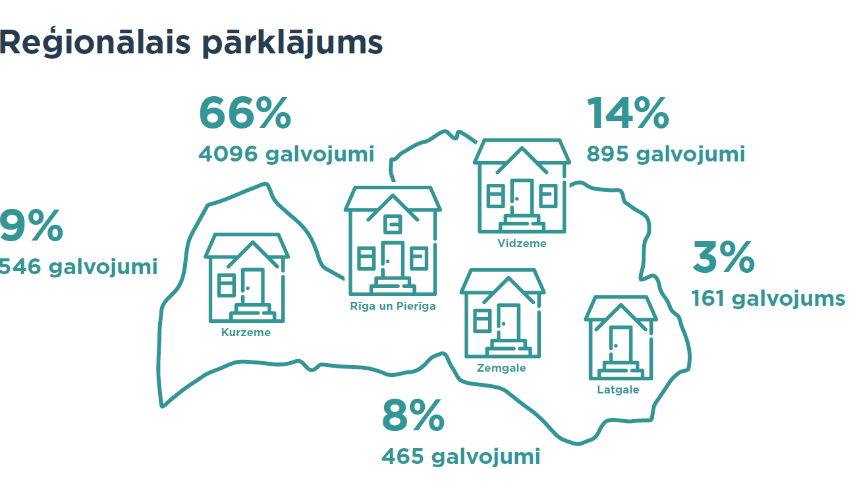 Reģionālais pārklājums
66%
4096 galvojumi
14%
895 galvojumi
9%
546 galvojumi
Vidzeme
3%
161 galvojums
Rīga un Pierīga
Kurzeme
Zemgale
Latgale
8%
465 galvojumi